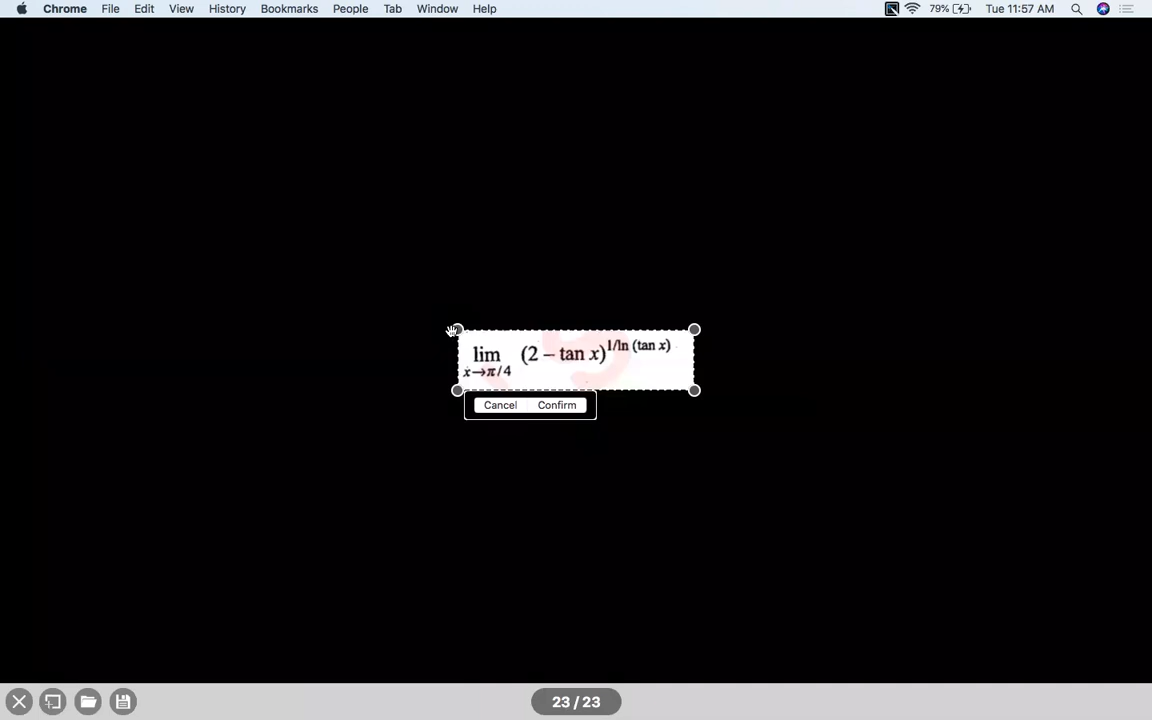 Chrome File Edit View History Bookmarks People Tab Window Help 79% Tue 11:57 AM
lim (2 – tan x)^{1/ln (tan x)}
x→π/4
Cancel Confirm
23 / 23